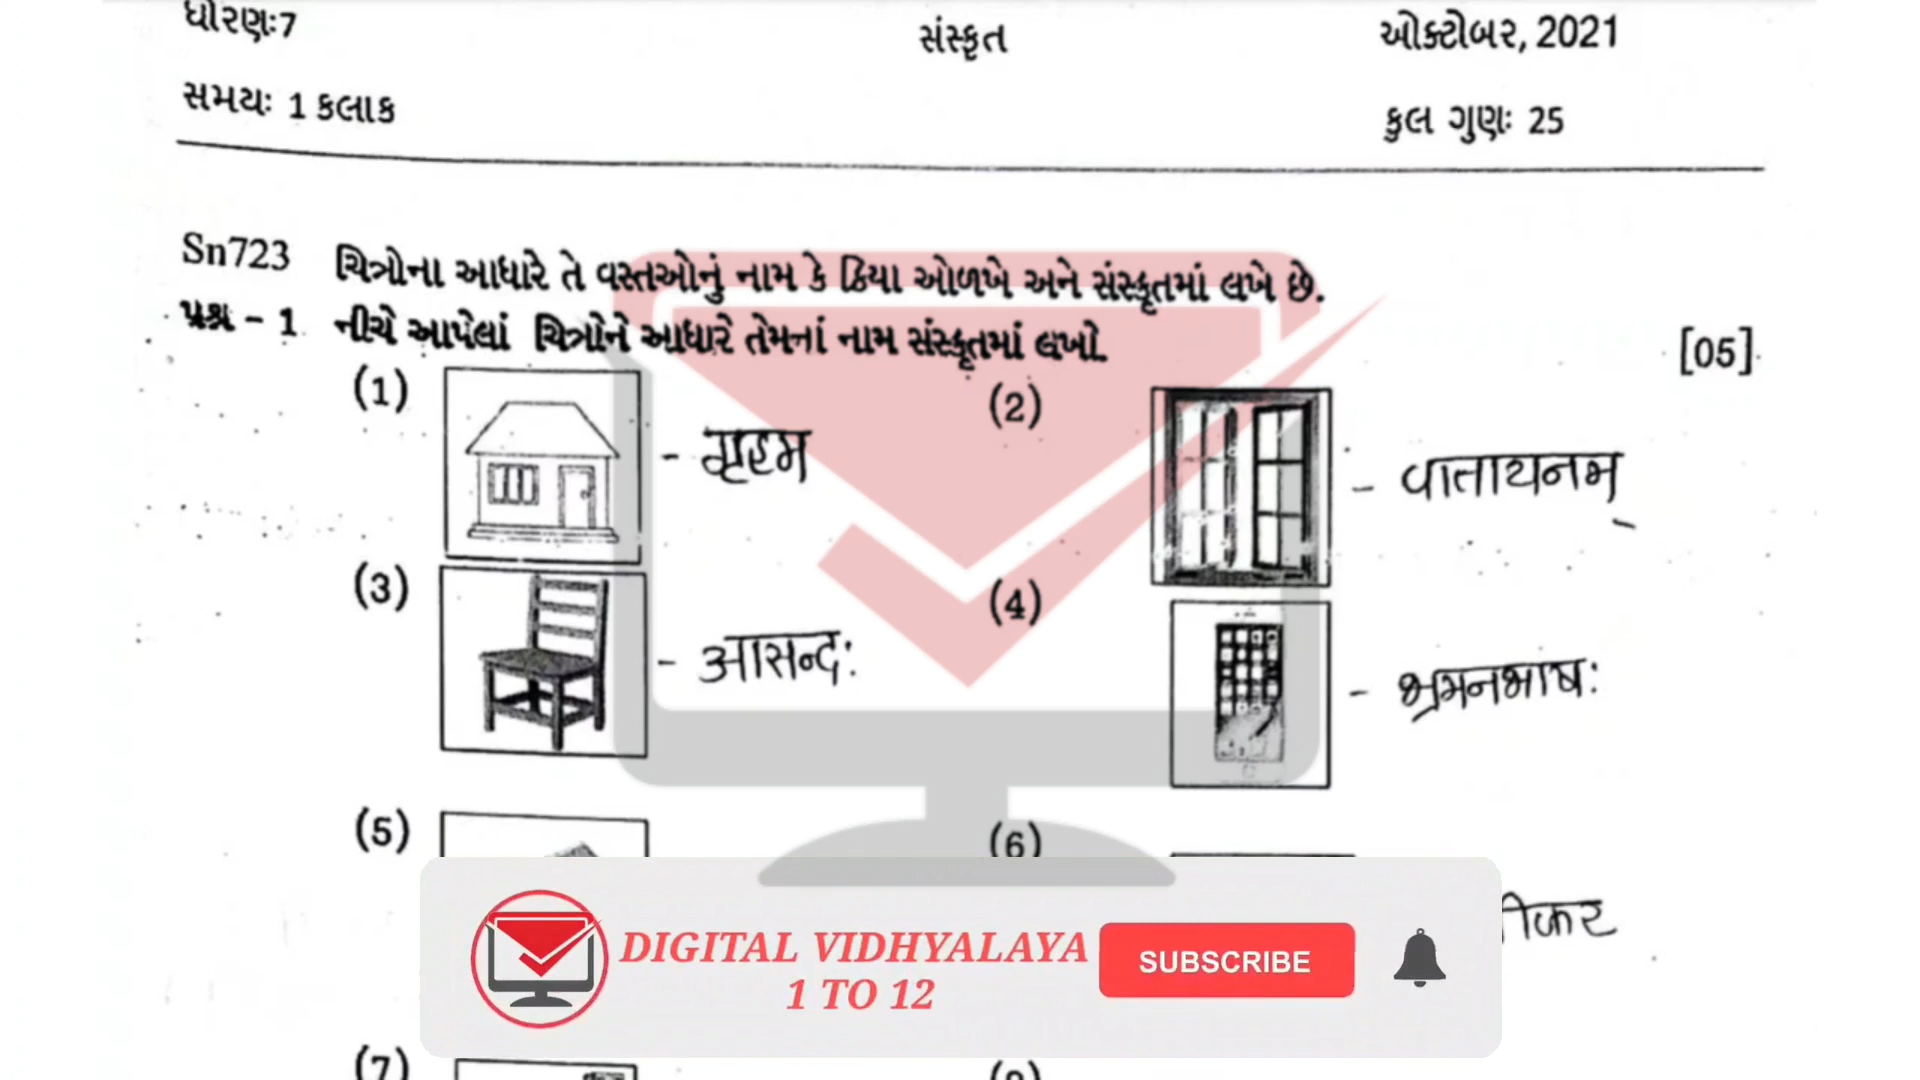 ધોરણઃ7 સંસ્કૃત ઓક્ટોબર, 2021
સમયઃ 1 કલાક કુલ ગુણઃ 25
Sn723 ચિત્રોના આધારે તે વસ્તઓનું નામ કે ક્રિયા ઓળખે અને સંસ્કૃતમાં લખે છે.
પ્રશ્ન - 1 નીચે આપેલાં ચિત્રોને આધારે તેમનાં નામ સંસ્કૃતમાં લખો. [05]
(1) - गृहम (2) - वातायनम्
(3) - आसन्द: (4) - भ्रमनभाष:
(5) (6)
DIGITAL VIDHYALAYA
1 TO 12
SUBSCRIBE
(7)